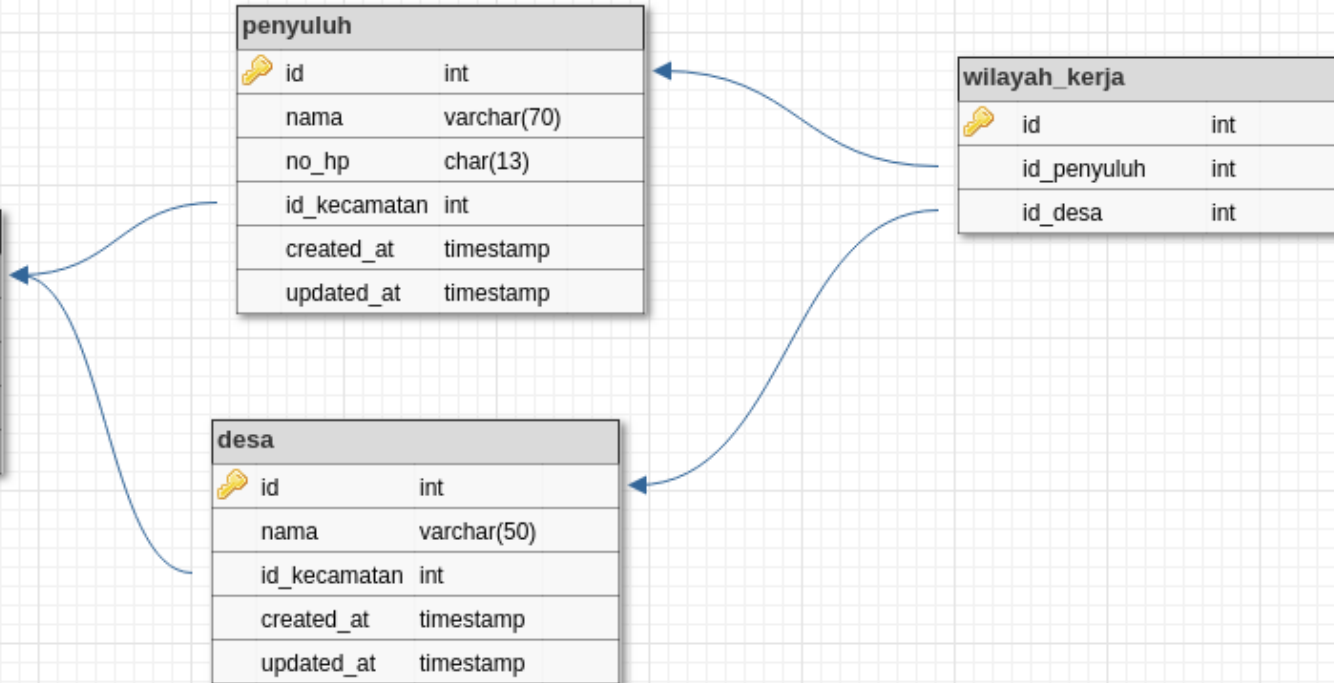 penyuluh
id int
nama varchar(70)
no_hp char(13)
id_kecamatan int
created_at timestamp
updated_at timestamp
wilayah_kerja
id int
id_penyuluh int
id_desa int
desa
id int
nama varchar(50)
id_kecamatan int
created_at timestamp
updated_at timestamp